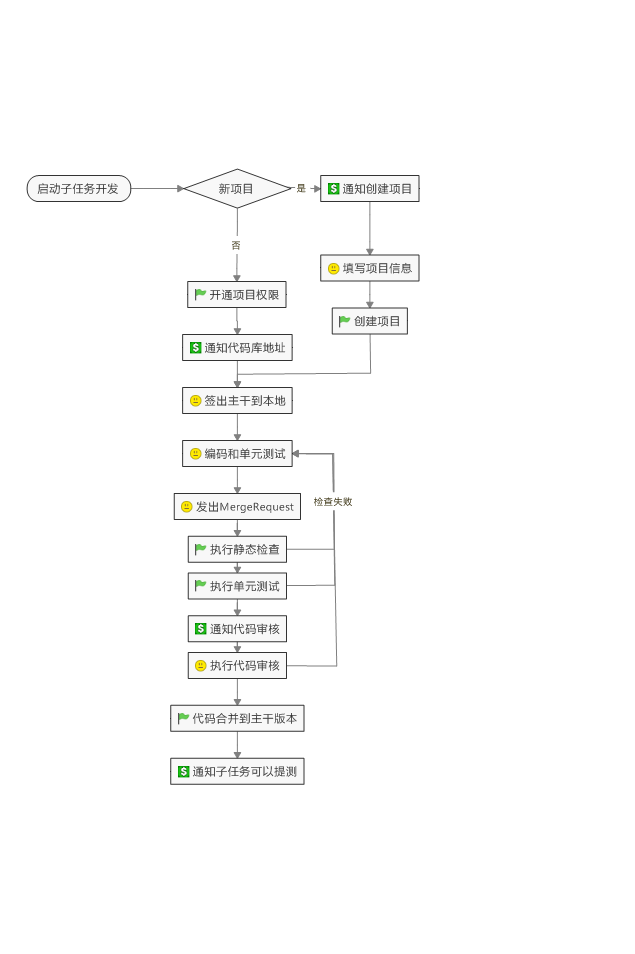 启动子任务开发
新项目
是
通知创建项目
否
填写项目信息
开通项目权限
创建项目
通知代码库地址
签出主干到本地
编码和单元测试
检查失败
发出MergeRequest
执行静态检查
执行单元测试
通知代码审核
执行代码审核
代码合并到主干版本
通知子任务可以提测